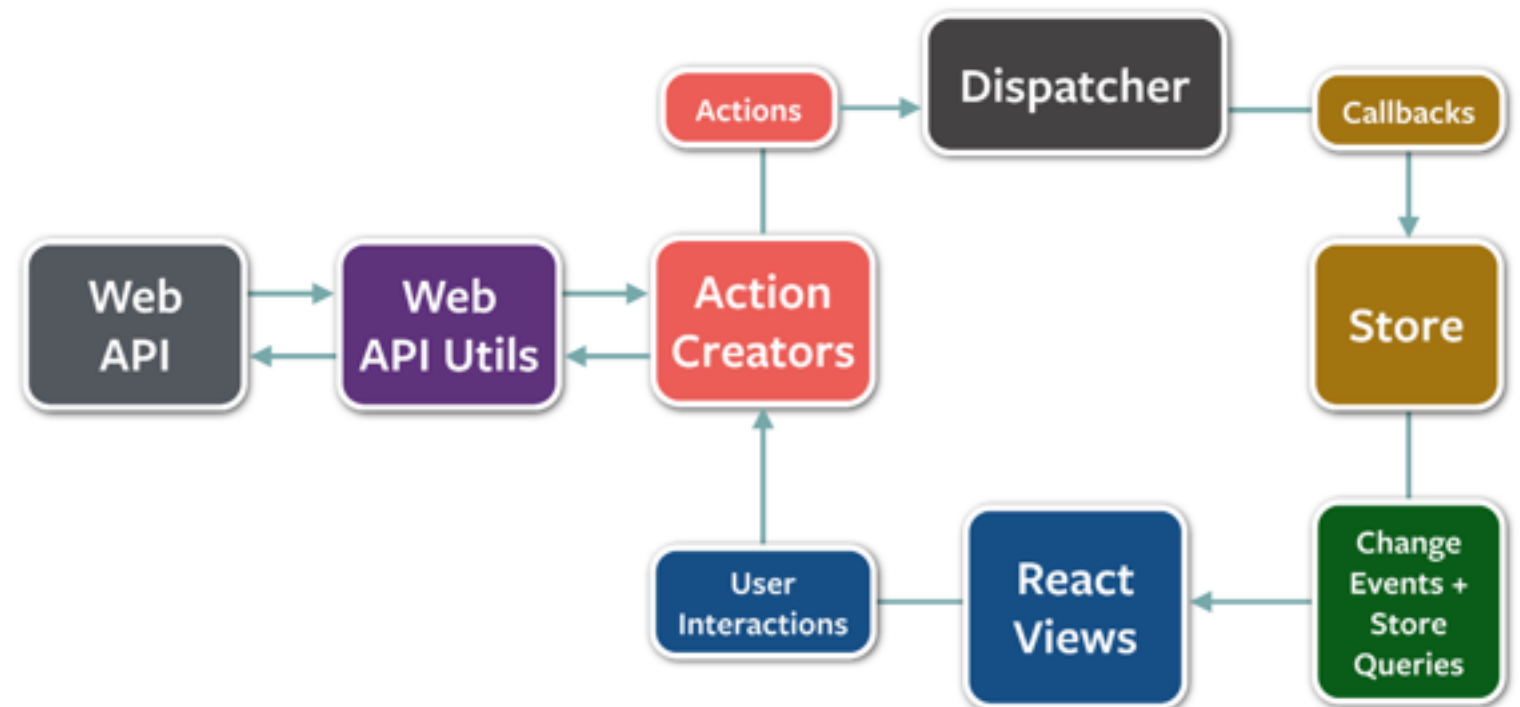 Dispatcher
Actions
Callbacks
Web
API
Web
API Utils
Action
Creators
Store
User
Interactions
React
Views
Change
Events +
Store
Queries